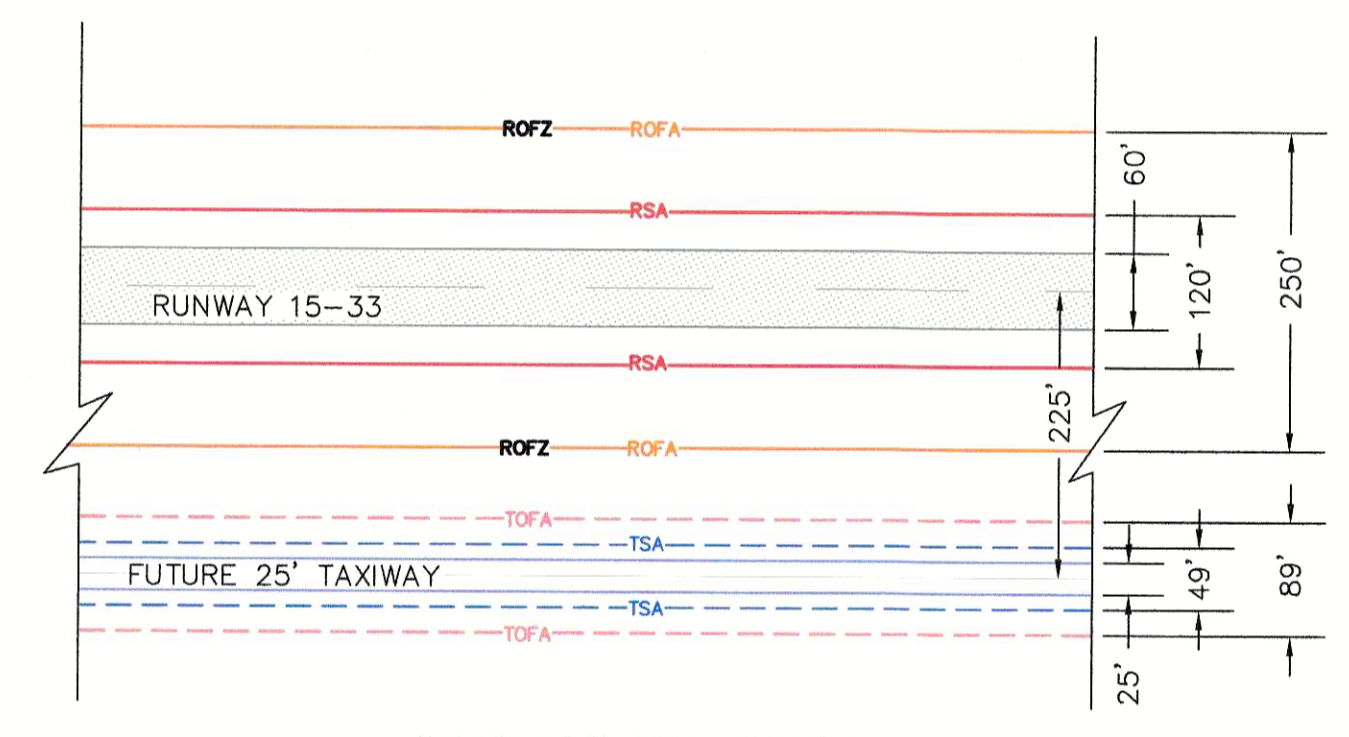 ROFZ ROFA
60'
RSA
120'
250'
RUNWAY 15-33
RSA
225'
ROFZ ROFA
TOFA
TSA
FUTURE 25' TAXIWAY
49'
89'
TSA
TOFA
25'